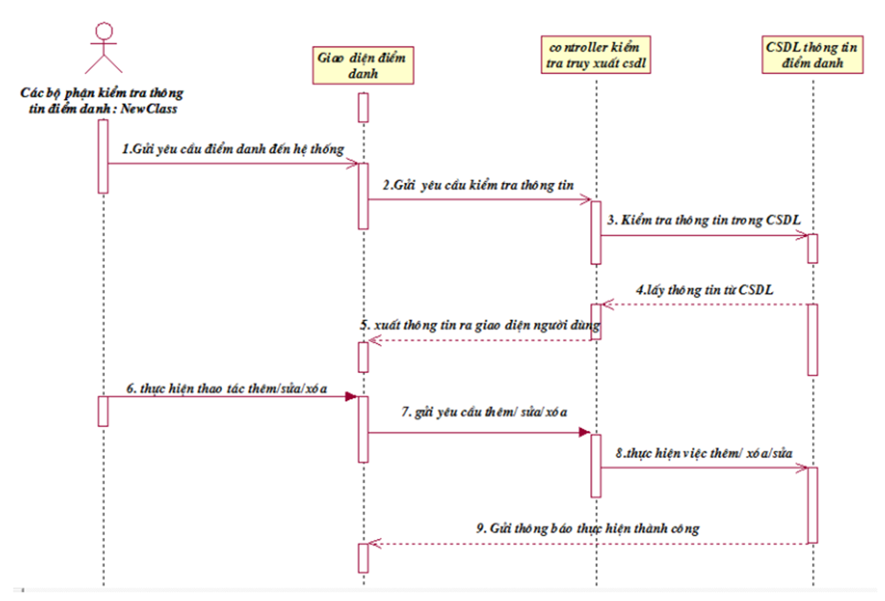 Các bộ phận kiểm tra thông
tin điểm danh : NewClass
Giao diện điểm
danh
controller kiểm
tra truy xuất csdl
CSDL thông tin
điểm danh
1.Gửi yêu cầu điểm danh đến hệ thống
2.Gửi yêu cầu kiểm tra thông tin
3. Kiểm tra thông tin trong CSDL
4.lấy thông tin từ CSDL
5. xuất thông tin ra giao diện người dùng
6. thực hiện thao tác thêm/sửa/xóa
7. gửi yêu cầu thêm/ sửa/xóa
8.thực hiện việc thêm/ xóa/sửa
9. Gửi thông báo thực hiện thành công